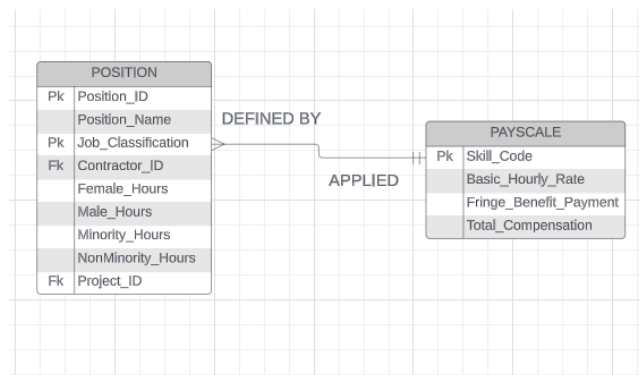 POSITION
Pk Position_ID
Position_Name
Pk Job_Classification
Fk Contractor_ID
Female_Hours
Male_Hours
Minority_Hours
NonMinority_Hours
Fk Project_ID
DEFINED BY
APPLIED
PAYSCALE
Pk Skill_Code
Basic_Hourly_Rate
Fringe_Benefit_Payment
Total_Compensation